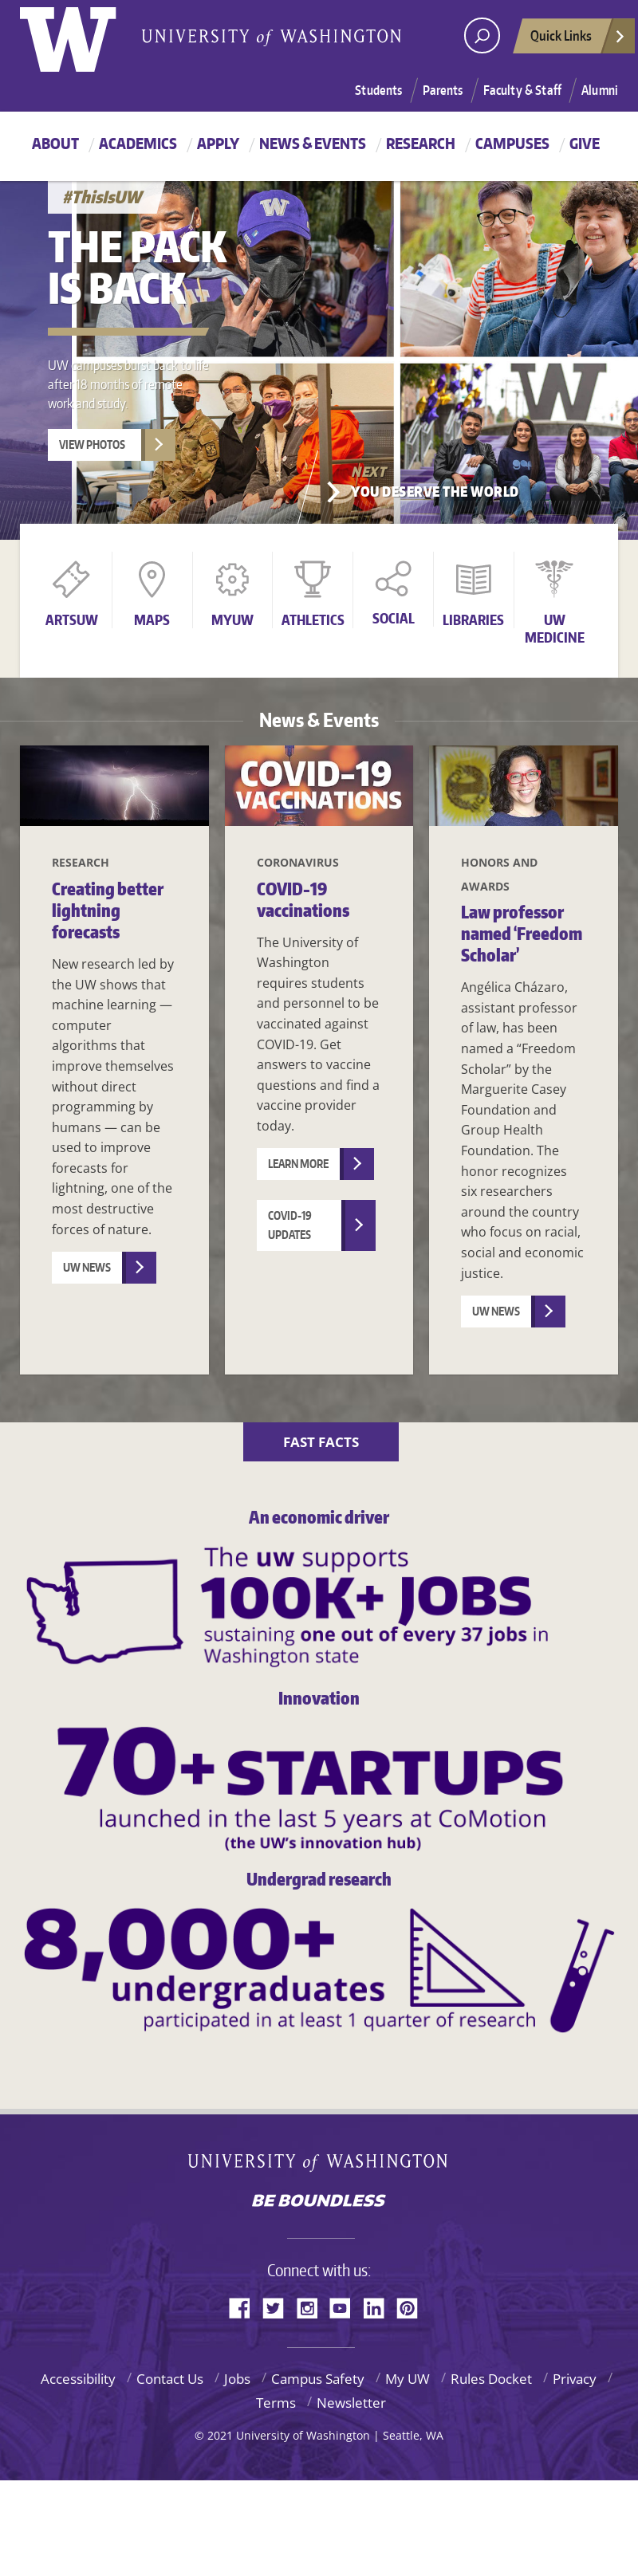 W UNIVERSITY of WASHINGTON
Quick Links
Students Parents Faculty & Staff Alumni
ABOUT ACADEMICS APPLY NEWS & EVENTS RESEARCH CAMPUSES GIVE
#ThisIsUW
THE PACK
IS BACK
UW campuses burst back to life
after 18 months of remote
work and study.
VIEW PHOTOS
NEXT
YOU DESERVE THE WORLD
ARTSUW MAPS MYUW ATHLETICS SOCIAL LIBRARIES UW
MEDICINE
News & Events
RESEARCH
Creating better
lightning
forecasts
New research led by
the UW shows that
machine learning —
computer
algorithms that
improve themselves
without direct
programming by
humans — can be
used to improve
forecasts for
lightning, one of the
most destructive
forces of nature.
UW NEWS
COVID-19
VACCINATIONS
CORONAVIRUS
COVID-19
vaccinations
The University of
Washington
requires students
and personnel to be
vaccinated against
COVID-19. Get
answers to vaccine
questions and find a
vaccine provider
today.
LEARN MORE
COVID-19
UPDATES
HONORS AND
AWARDS
Law professor
named ‘Freedom
Scholar’
Angélica Cházaro,
assistant professor
of law, has been
named a “Freedom
Scholar” by the
Marguerite Casey
Foundation and
Group Health
Foundation. The
honor recognizes
six researchers
around the country
who focus on racial,
social and economic
justice.
UW NEWS
FAST FACTS
An economic driver
The uw supports
100K+ JOBS
sustaining one out of every 37 jobs in
Washington state
Innovation
70+ STARTUPS
launched in the last 5 years at CoMotion
(the UW’s innovation hub)
Undergrad research
8,000+
undergraduates
participated in at least 1 quarter of research
UNIVERSITY of WASHINGTON
BE BOUNDLESS
Connect with us:
Accessibility Contact Us Jobs Campus Safety My UW Rules Docket Privacy
Terms Newsletter
© 2021 University of Washington | Seattle, WA